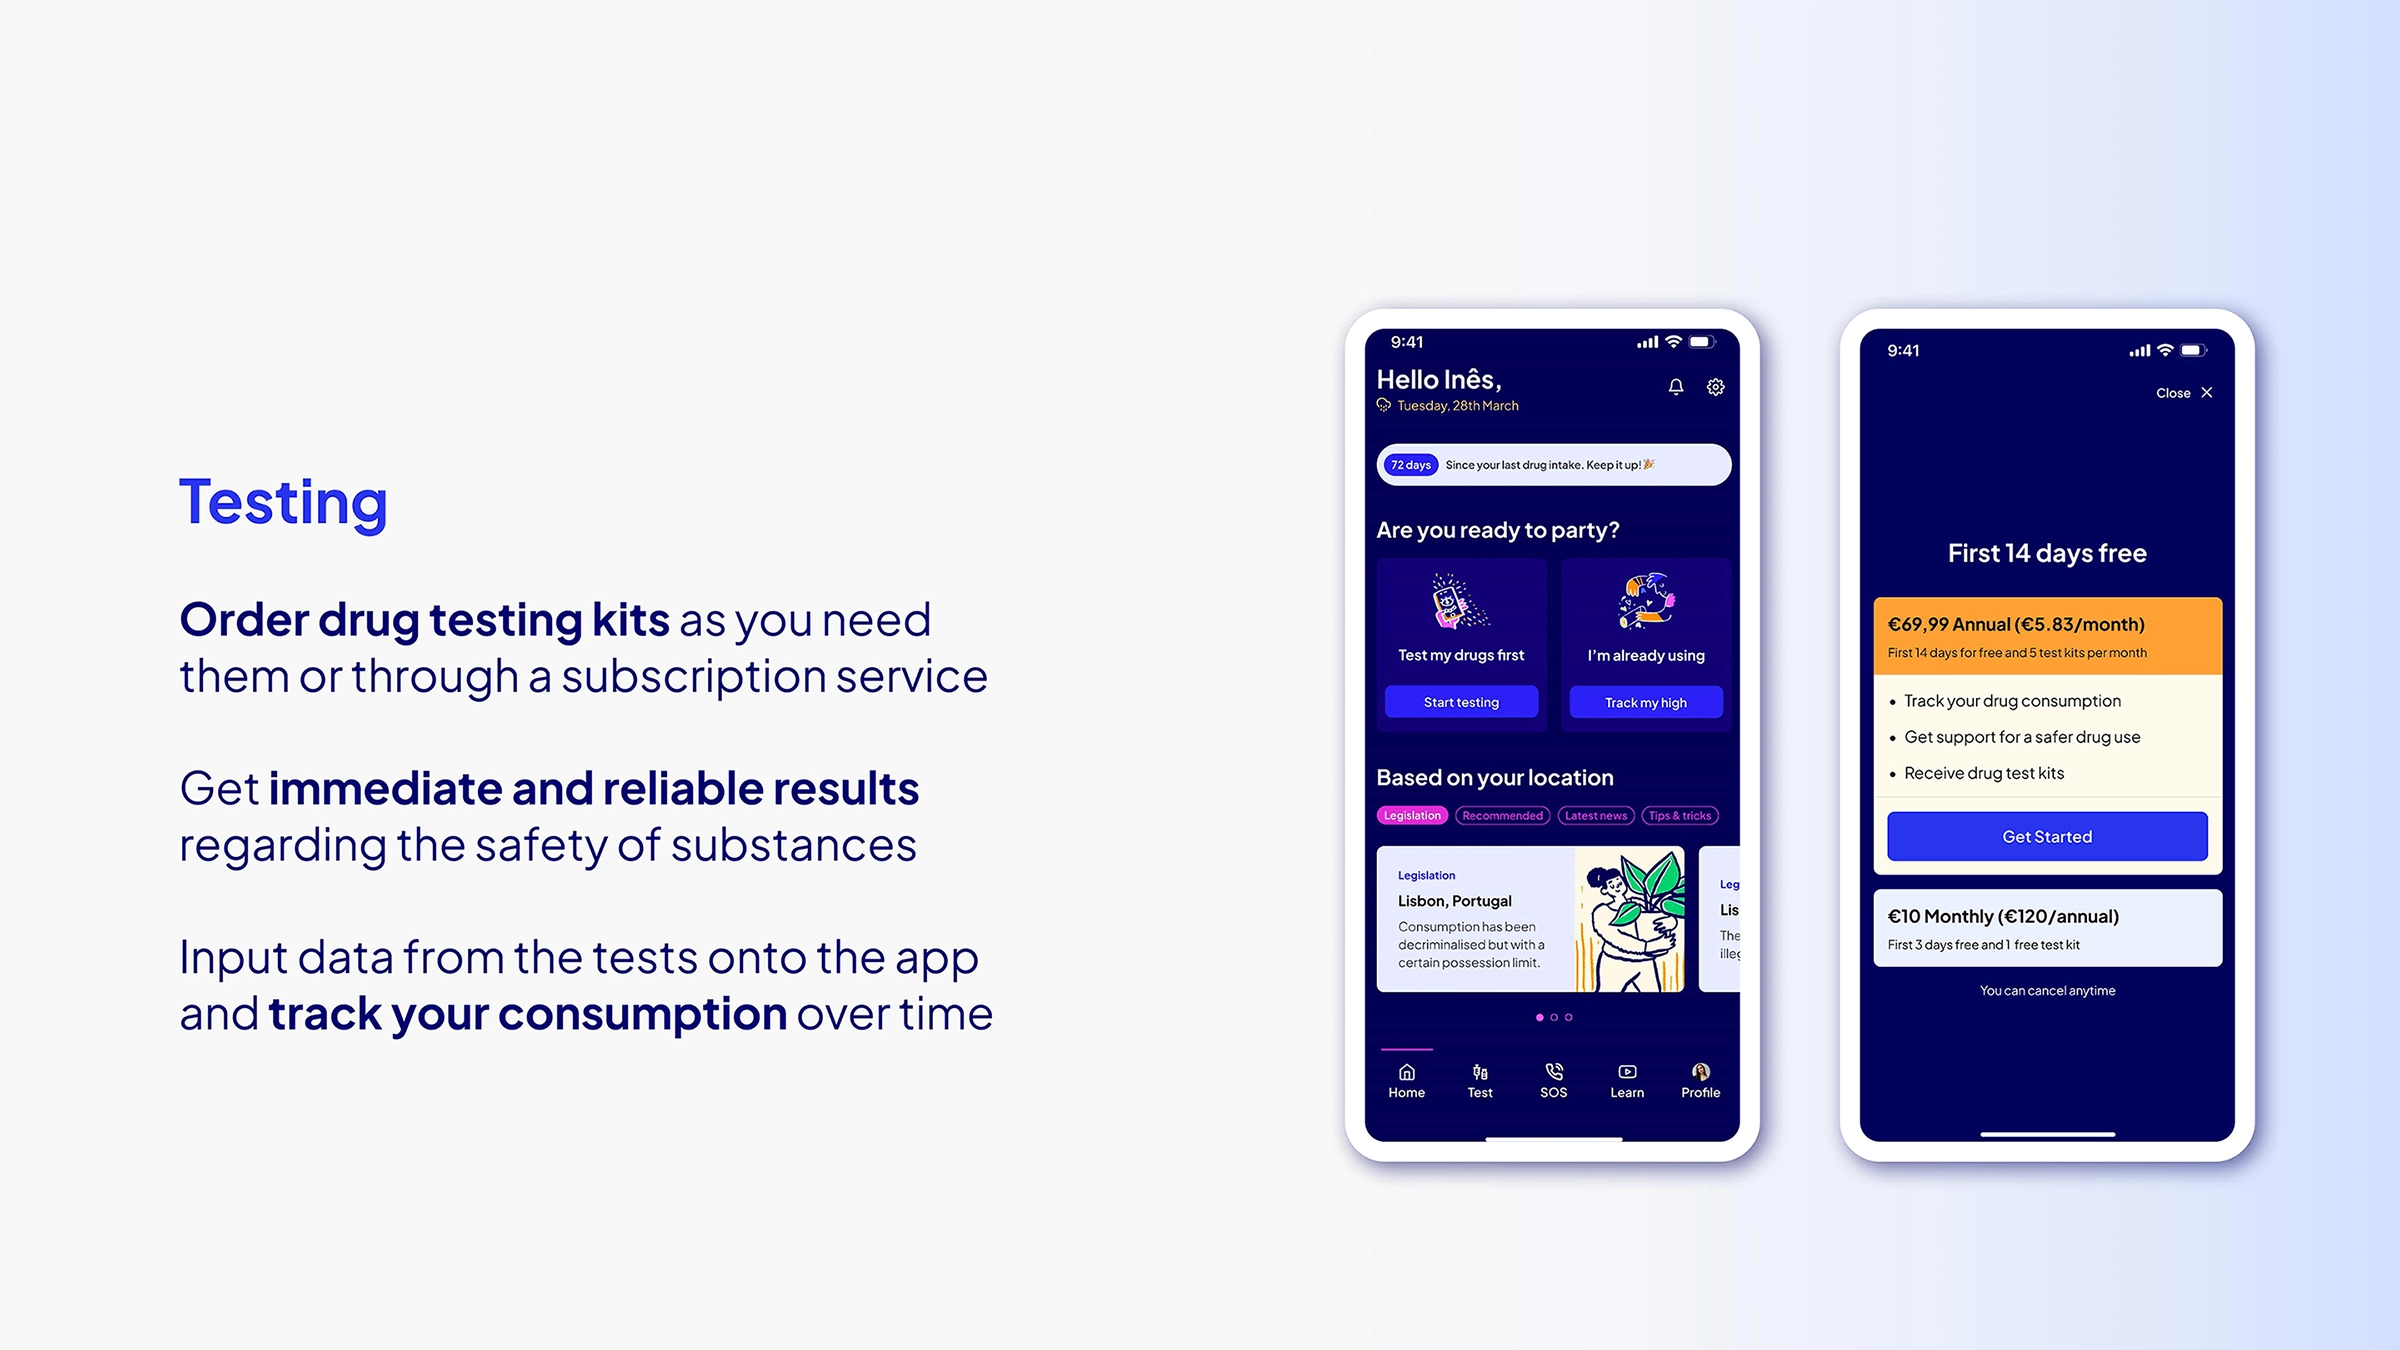 Testing
Order drug testing kits as you need
them or through a subscription service
Get immediate and reliable results
regarding the safety of substances
Input data from the tests onto the app
and track your consumption over time
9:41
Hello Inês,
Tuesday, 28th March
72 days Since your last drug intake. Keep it up!🎉
Are you ready to party?
Test my drugs first
Start testing
I'm already using
Track my high
Based on your location
Legislation Recommended Latest news Tips & tricks
Legislation
Lisbon, Portugal
Consumption has been
decriminalised but with a
certain possession limit.
Leg
Lis
The
illeg
Home Test SOS Learn Profile
9:41
Close
First 14 days free
€69,99 Annual (€5.83/month)
First 14 days for free and 5 test kits per month
• Track your drug consumption
• Get support for a safer drug use
• Receive drug test kits
Get Started
€10 Monthly (€120/annual)
First 3 days free and 1 free test kit
You can cancel anytime